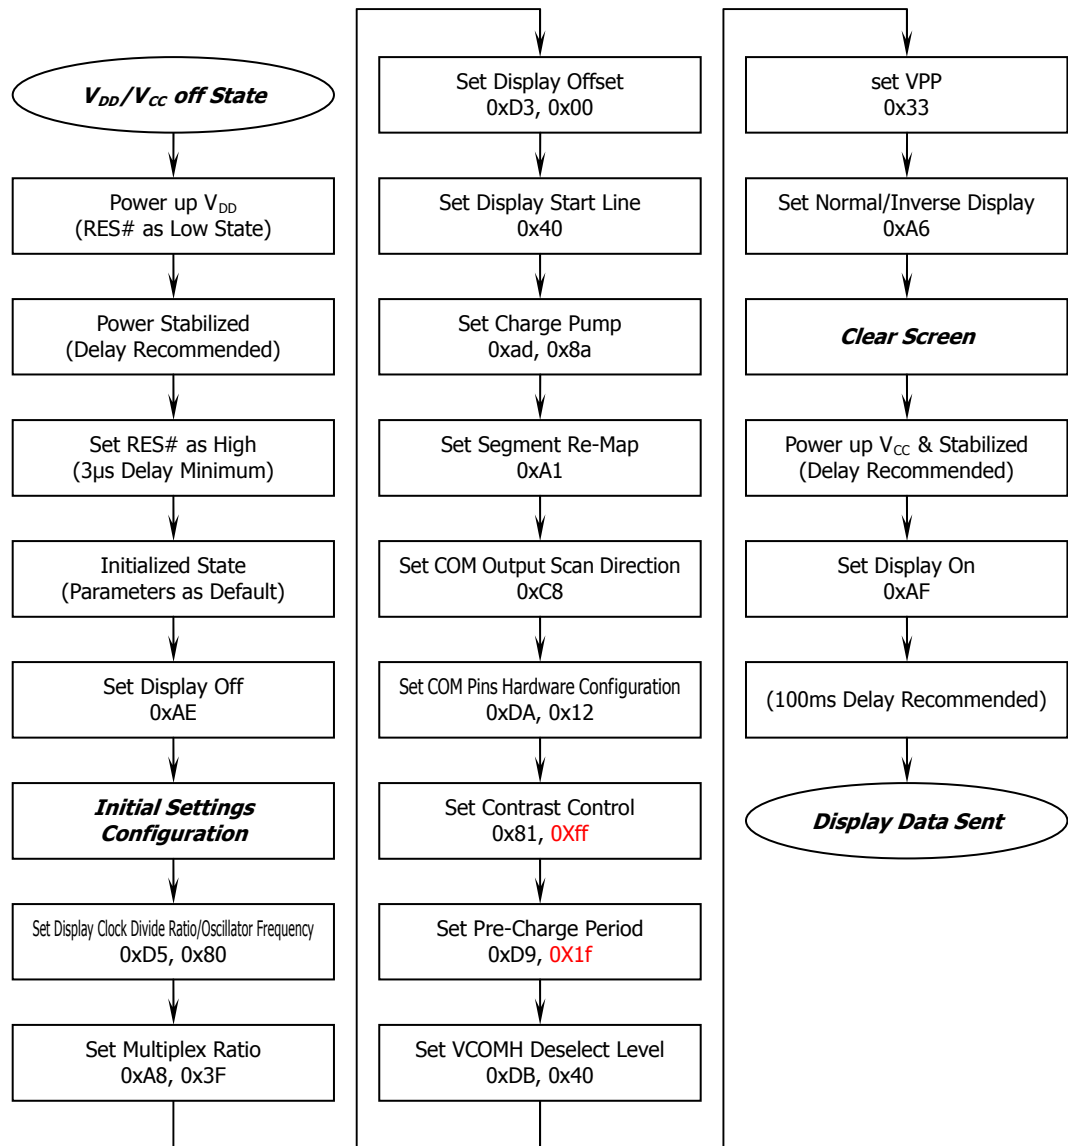 V_DD/V_CC off State
Power up V_DD
(RES# as Low State)
Power Stabilized
(Delay Recommended)
Set RES# as High
(3µs Delay Minimum)
Initialized State
(Parameters as Default)
Set Display Off
0xAE
Initial Settings
Configuration
Set Display Clock Divide Ratio/Oscillator Frequency
0xD5, 0x80
Set Multiplex Ratio
0xA8, 0x3F
Set Display Offset
0xD3, 0x00
Set Display Start Line
0x40
Set Charge Pump
0xad, 0x8a
Set Segment Re-Map
0xA1
Set COM Output Scan Direction
0xC8
Set COM Pins Hardware Configuration
0xDA, 0x12
Set Contrast Control
0x81, 0Xff
Set Pre-Charge Period
0xD9, 0X1f
Set VCOMH Deselect Level
0xDB, 0x40
set VPP
0x33
Set Normal/Inverse Display
0xA6
Clear Screen
Power up V_CC & Stabilized
(Delay Recommended)
Set Display On
0xAF
(100ms Delay Recommended)
Display Data Sent